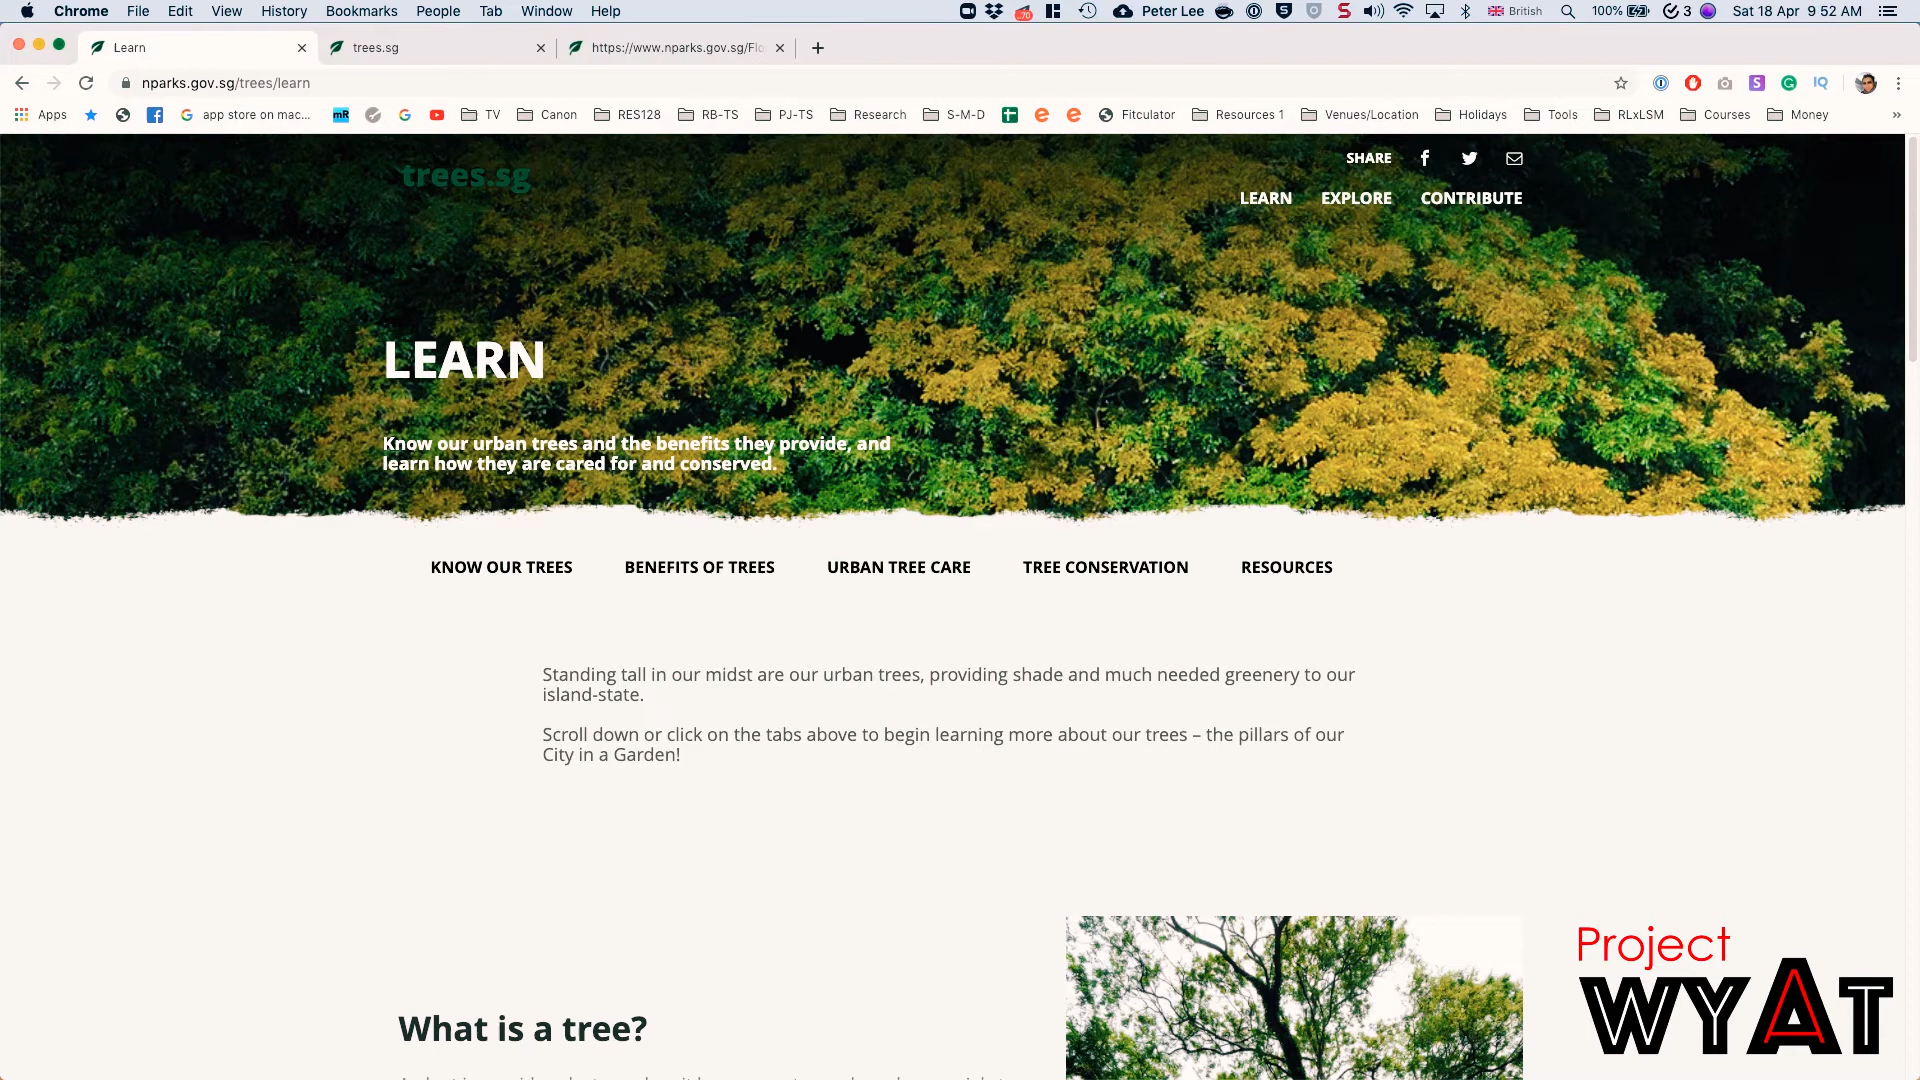 Chrome File Edit View History Bookmarks People Tab Window Help
70
Peter Lee
British
100%
3
Sat 18 Apr 9:52 AM
Learn
trees.sg
https://www.nparks.gov.sg/Flo
nparks.gov.sg/trees/learn
Apps
app store on mac...
mR
TV
Canon
RES128
RB-TS
PJ-TS
Research
S-M-D
Fitculator
Resources 1
Venues/Location
Holidays
Tools
RLxLSM
Courses
Money
»
trees.sg
SHARE
LEARN EXPLORE CONTRIBUTE
LEARN
Know our urban trees and the benefits they provide, and
learn how they are cared for and conserved.
KNOW OUR TREES BENEFITS OF TREES URBAN TREE CARE TREE CONSERVATION RESOURCES
Standing tall in our midst are our urban trees, providing shade and much needed greenery to our
island-state.
Scroll down or click on the tabs above to begin learning more about our trees – the pillars of our
City in a Garden!
What is a tree?
Project
WYAT